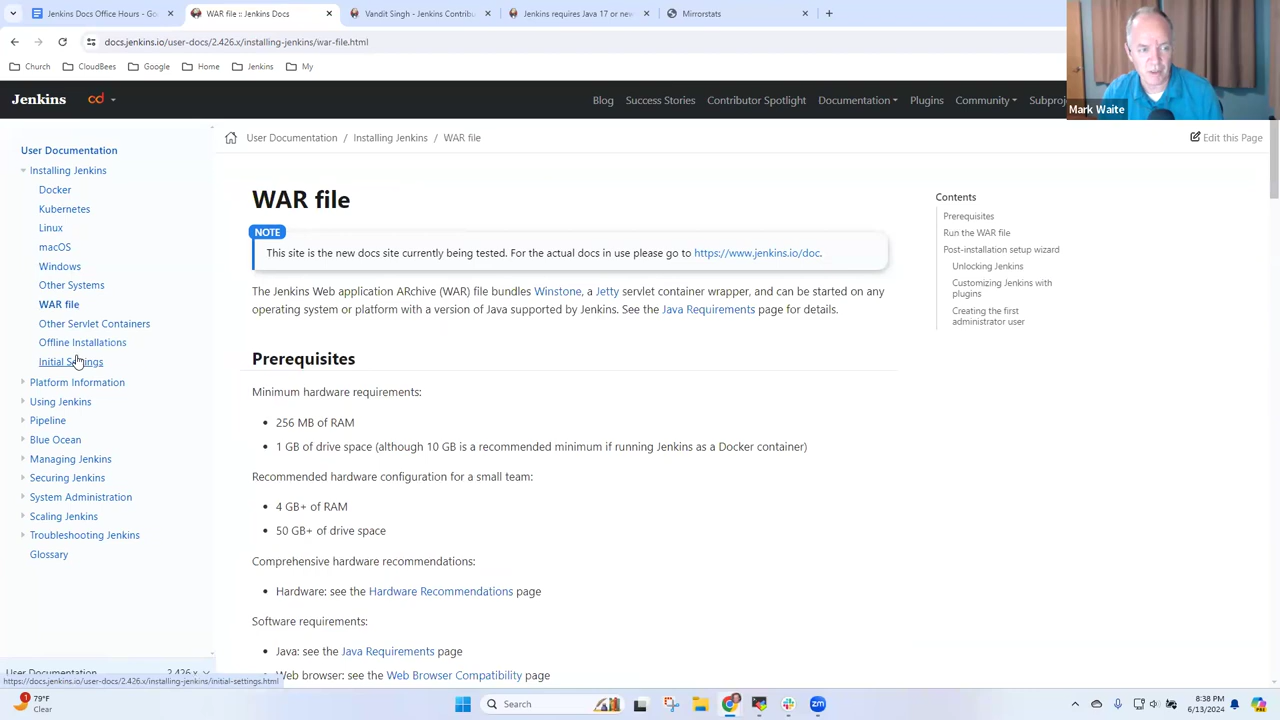 Jenkins Docs Office Hours - Go
WAR file :: Jenkins Docs
Vandit Singh - Jenkins Contribu
Jenkins requires Java 17 or new
Mirrorstats
docs.jenkins.io/user-docs/2.426.x/installing-jenkins/war-file.html
Church
CloudBees
Google
Home
Jenkins
My
Mark Waite
Jenkins
cd
Blog
Success Stories
Contributor Spotlight
Documentation
Plugins
Community
Subproj
User Documentation / Installing Jenkins / WAR file
Edit this Page
User Documentation
Installing Jenkins
Docker
Kubernetes
Linux
macOS
Windows
Other Systems
WAR file
Other Servlet Containers
Offline Installations
Initial Settings
Platform Information
Using Jenkins
Pipeline
Blue Ocean
Managing Jenkins
Securing Jenkins
System Administration
Scaling Jenkins
Troubleshooting Jenkins
Glossary
User Documentation 2.426.x
https://docs.jenkins.io/user-docs/2.426.x/installing-jenkins/initial-settings.html
WAR file
NOTE
This site is the new docs site currently being tested. For the actual docs in use please go to https://www.jenkins.io/doc.
The Jenkins Web application ARchive (WAR) file bundles Winstone, a Jetty servlet container wrapper, and can be started on any
operating system or platform with a version of Java supported by Jenkins. See the Java Requirements page for details.
Prerequisites
Minimum hardware requirements:
256 MB of RAM
1 GB of drive space (although 10 GB is a recommended minimum if running Jenkins as a Docker container)
Recommended hardware configuration for a small team:
4 GB+ of RAM
50 GB+ of drive space
Comprehensive hardware recommendations:
Hardware: see the Hardware Recommendations page
Software requirements:
Java: see the Java Requirements page
Web browser: see the Web Browser Compatibility page
Contents
Prerequisites
Run the WAR file
Post-installation setup wizard
Unlocking Jenkins
Customizing Jenkins with
plugins
Creating the first
administrator user
1
79°F
Clear
Search
zm
8:38 PM
6/13/2024